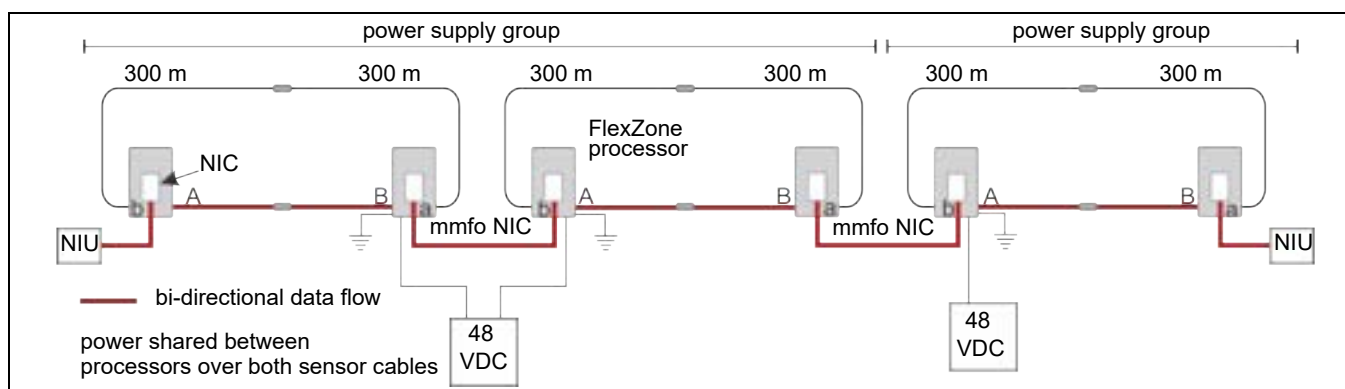 power supply group
power supply group
300 m
300 m
300 m
300 m
300 m
300 m
FlexZone
processor
NIC
b
A
B
a
b
A
B
a
b
A
B
a
mmfo NIC
mmfo NIC
NIU
NIU
bi-directional data flow
power shared between
processors over both sensor cables
48
VDC
48
VDC